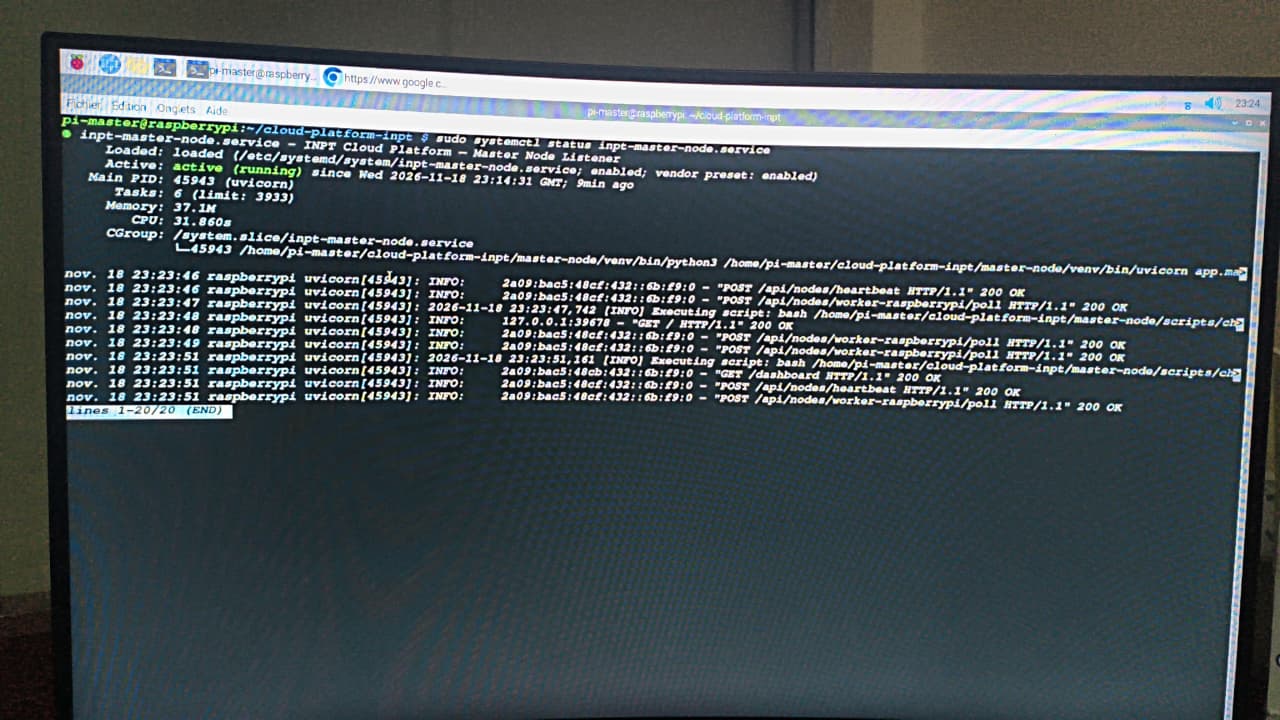 pi-master@raspberry...
https://www.google.c...
23:24
Fichier Edition Onglets Aide
pi-master@raspberrypi: ~/cloud-platform-inpt
pi-master@raspberrypi:~/cloud-platform-inpt $ sudo systemctl status inpt-master-node.service
● inpt-master-node.service - INPT Cloud Platform - Master Node Listener
Loaded: loaded (/etc/systemd/system/inpt-master-node.service; enabled; vendor preset: enabled)
Active: active (running) since Wed 2026-11-18 23:14:31 GMT; 9min ago
Main PID: 45943 (uvicorn)
Tasks: 6 (limit: 3933)
Memory: 37.1M
CPU: 31.860s
CGroup: /system.slice/inpt-master-node.service
└─45943 /home/pi-master/cloud-platform-inpt/master-node/venv/bin/python3 /home/pi-master/cloud-platform-inpt/master-node/venv/bin/uvicorn app.ma>
nov. 18 23:23:46 raspberrypi uvicorn[45943]: INFO: 2a09:bac5:48cf:432::6b:f9:0 - "POST /api/nodes/heartbeat HTTP/1.1" 200 OK
nov. 18 23:23:46 raspberrypi uvicorn[45943]: INFO: 2a09:bac5:48cf:432::6b:f9:0 - "POST /api/nodes/worker-raspberrypi/poll HTTP/1.1" 200 OK
nov. 18 23:23:47 raspberrypi uvicorn[45943]: 2026-11-18 23:23:47,742 [INFO] Executing script: bash /home/pi-master/cloud-platform-inpt/master-node/scripts/ch>
nov. 18 23:23:48 raspberrypi uvicorn[45943]: INFO: 127.0.0.1:39678 - "GET / HTTP/1.1" 200 OK
nov. 18 23:23:48 raspberrypi uvicorn[45943]: INFO: 2a09:bac5:48cf:432::6b:f9:0 - "POST /api/nodes/worker-raspberrypi/poll HTTP/1.1" 200 OK
nov. 18 23:23:49 raspberrypi uvicorn[45943]: INFO: 2a09:bac5:48cf:432::6b:f9:0 - "POST /api/nodes/worker-raspberrypi/poll HTTP/1.1" 200 OK
nov. 18 23:23:51 raspberrypi uvicorn[45943]: 2026-11-18 23:23:51,161 [INFO] Executing script: bash /home/pi-master/cloud-platform-inpt/master-node/scripts/ch>
nov. 18 23:23:51 raspberrypi uvicorn[45943]: INFO: 2a09:bac5:48cb:432::6b:f9:0 - "GET /dashboard HTTP/1.1" 200 OK
nov. 18 23:23:51 raspberrypi uvicorn[45943]: INFO: 2a09:bac5:48cf:432::6b:f9:0 - "POST /api/nodes/heartbeat HTTP/1.1" 200 OK
nov. 18 23:23:51 raspberrypi uvicorn[45943]: INFO: 2a09:bac5:48cf:432::6b:f9:0 - "POST /api/nodes/worker-raspberrypi/poll HTTP/1.1" 200 OK
lines 1-20/20 (END)